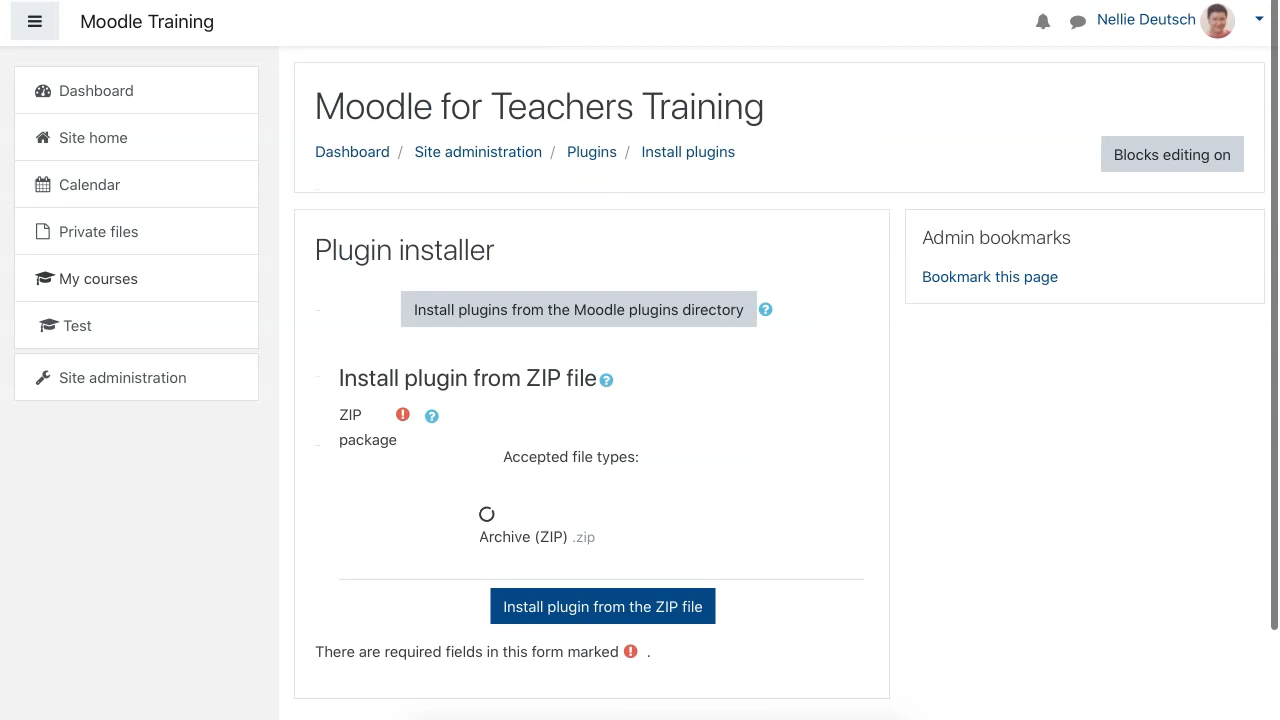 Moodle Training
Nellie Deutsch
Dashboard
Site home
Calendar
Private files
My courses
Test
Site administration
Moodle for Teachers Training
Dashboard / Site administration / Plugins / Install plugins
Blocks editing on
Plugin installer
Install plugins from the Moodle plugins directory
Install plugin from ZIP file
ZIP
package
Accepted file types:
Archive (ZIP) .zip
Install plugin from the ZIP file
There are required fields in this form marked .
Admin bookmarks
Bookmark this page